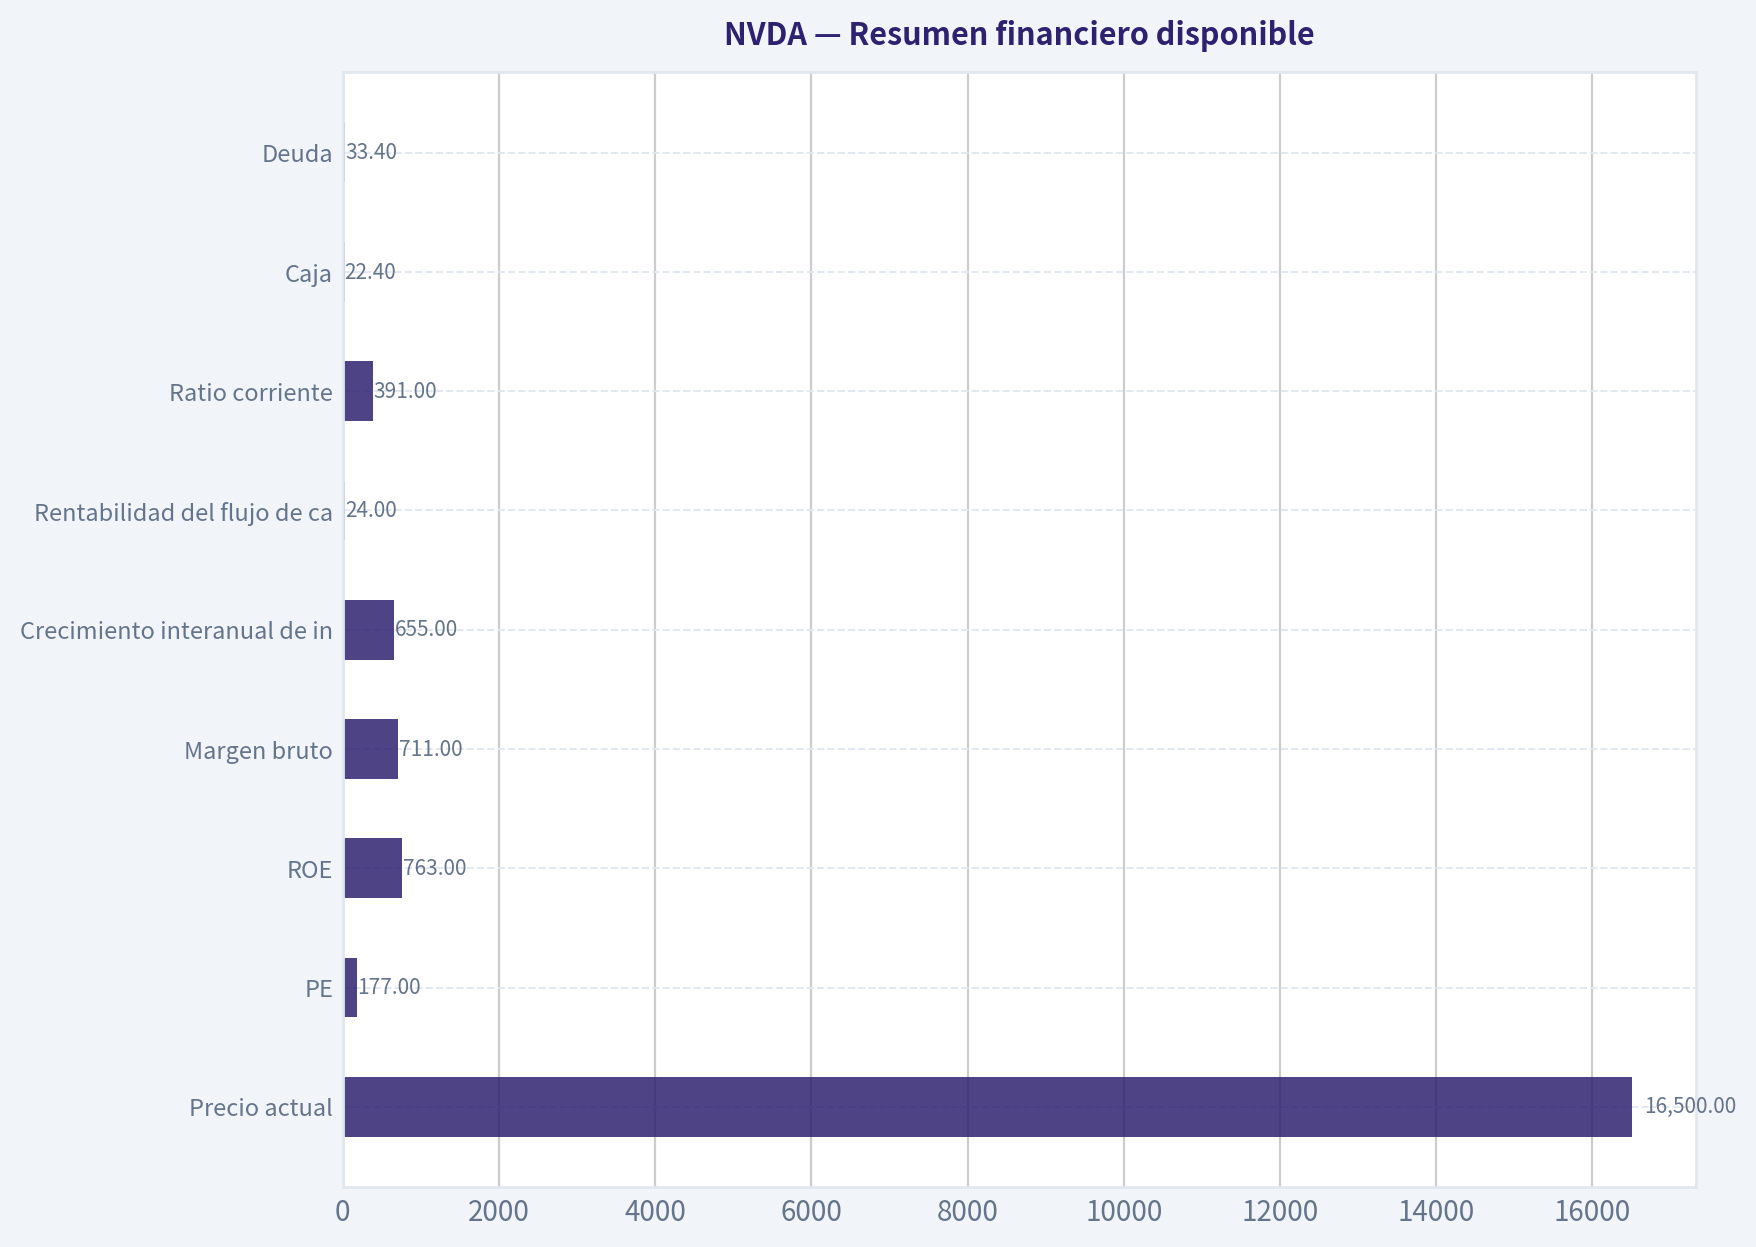 NVDA — Resumen financiero disponible
Deuda 33.40
Caja 22.40
Ratio corriente 391.00
Rentabilidad del flujo de ca 24.00
Crecimiento interanual de in 655.00
Margen bruto 711.00
ROE 763.00
PE 177.00
Precio actual 16,500.00
0 2000 4000 6000 8000 10000 12000 14000 16000